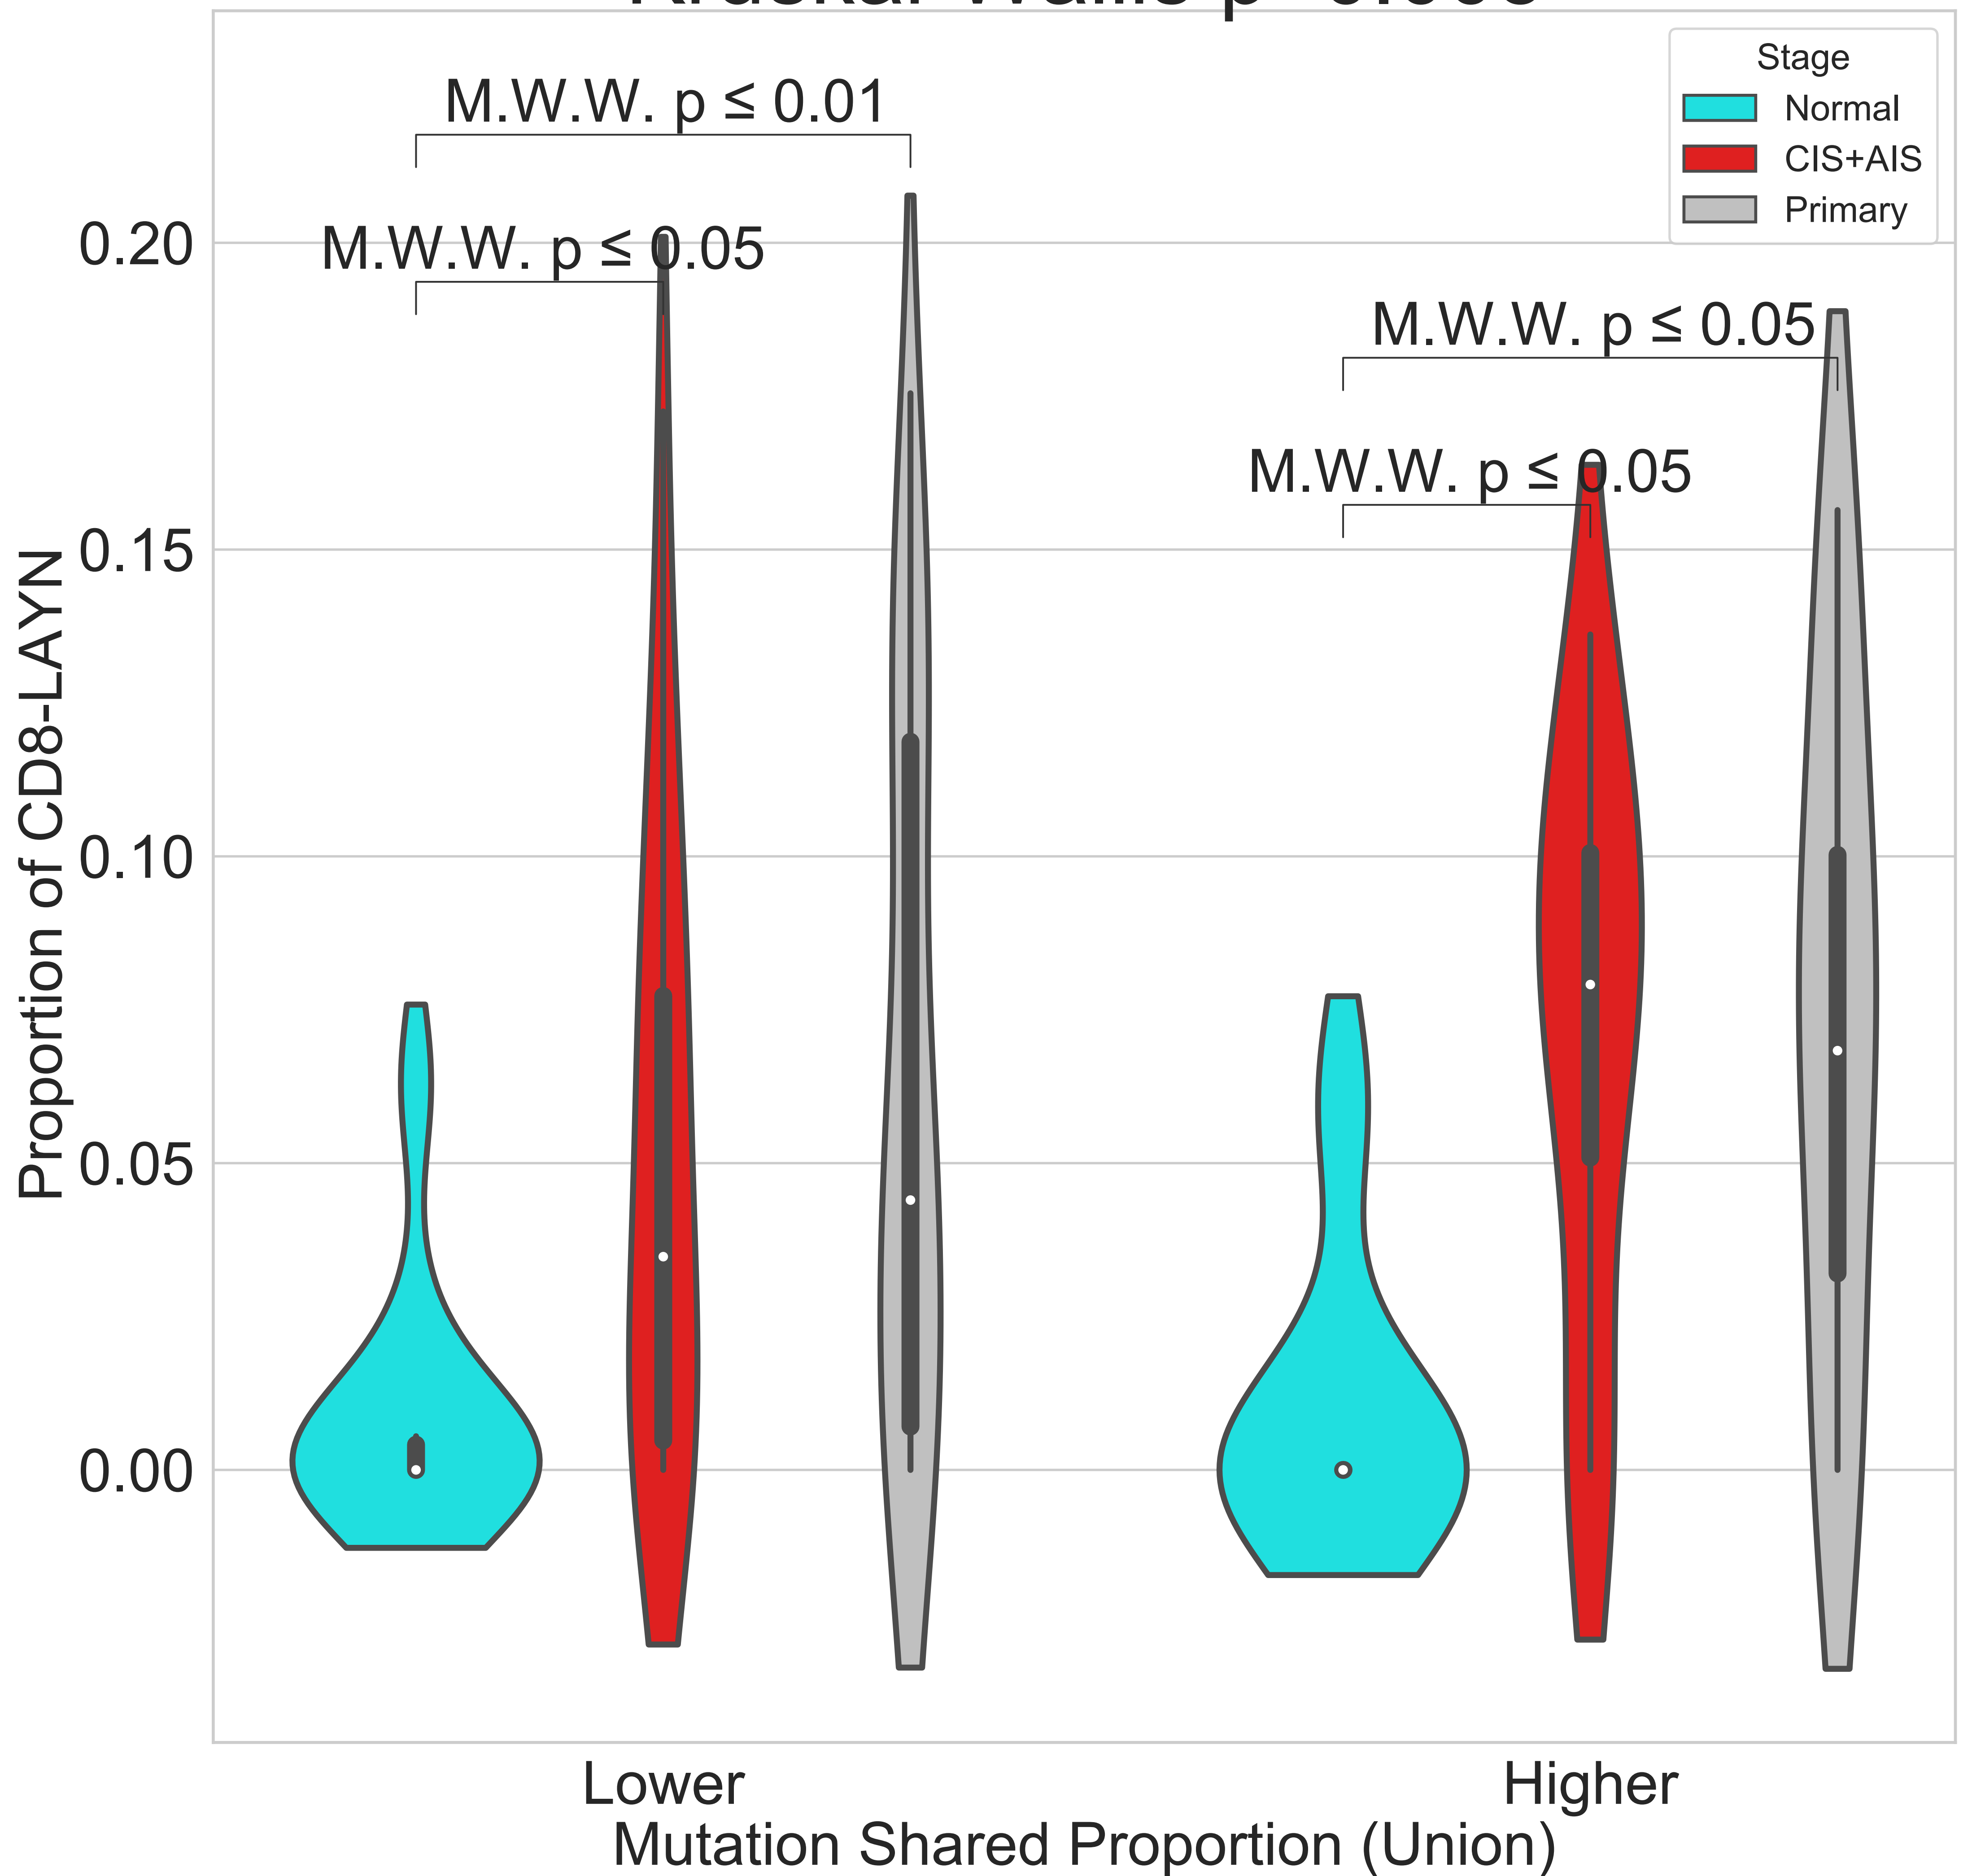 Stage
Normal
CIS+AIS
Primary
M.W.W. p ≤ 0.01
M.W.W. p ≤ 0.05
M.W.W. p ≤ 0.05
M.W.W. p ≤ 0.05
0.20
0.15
0.10
0.05
0.00
Proportion of CD8-LAYN
Lower
Higher
Mutation Shared Proportion (Union)